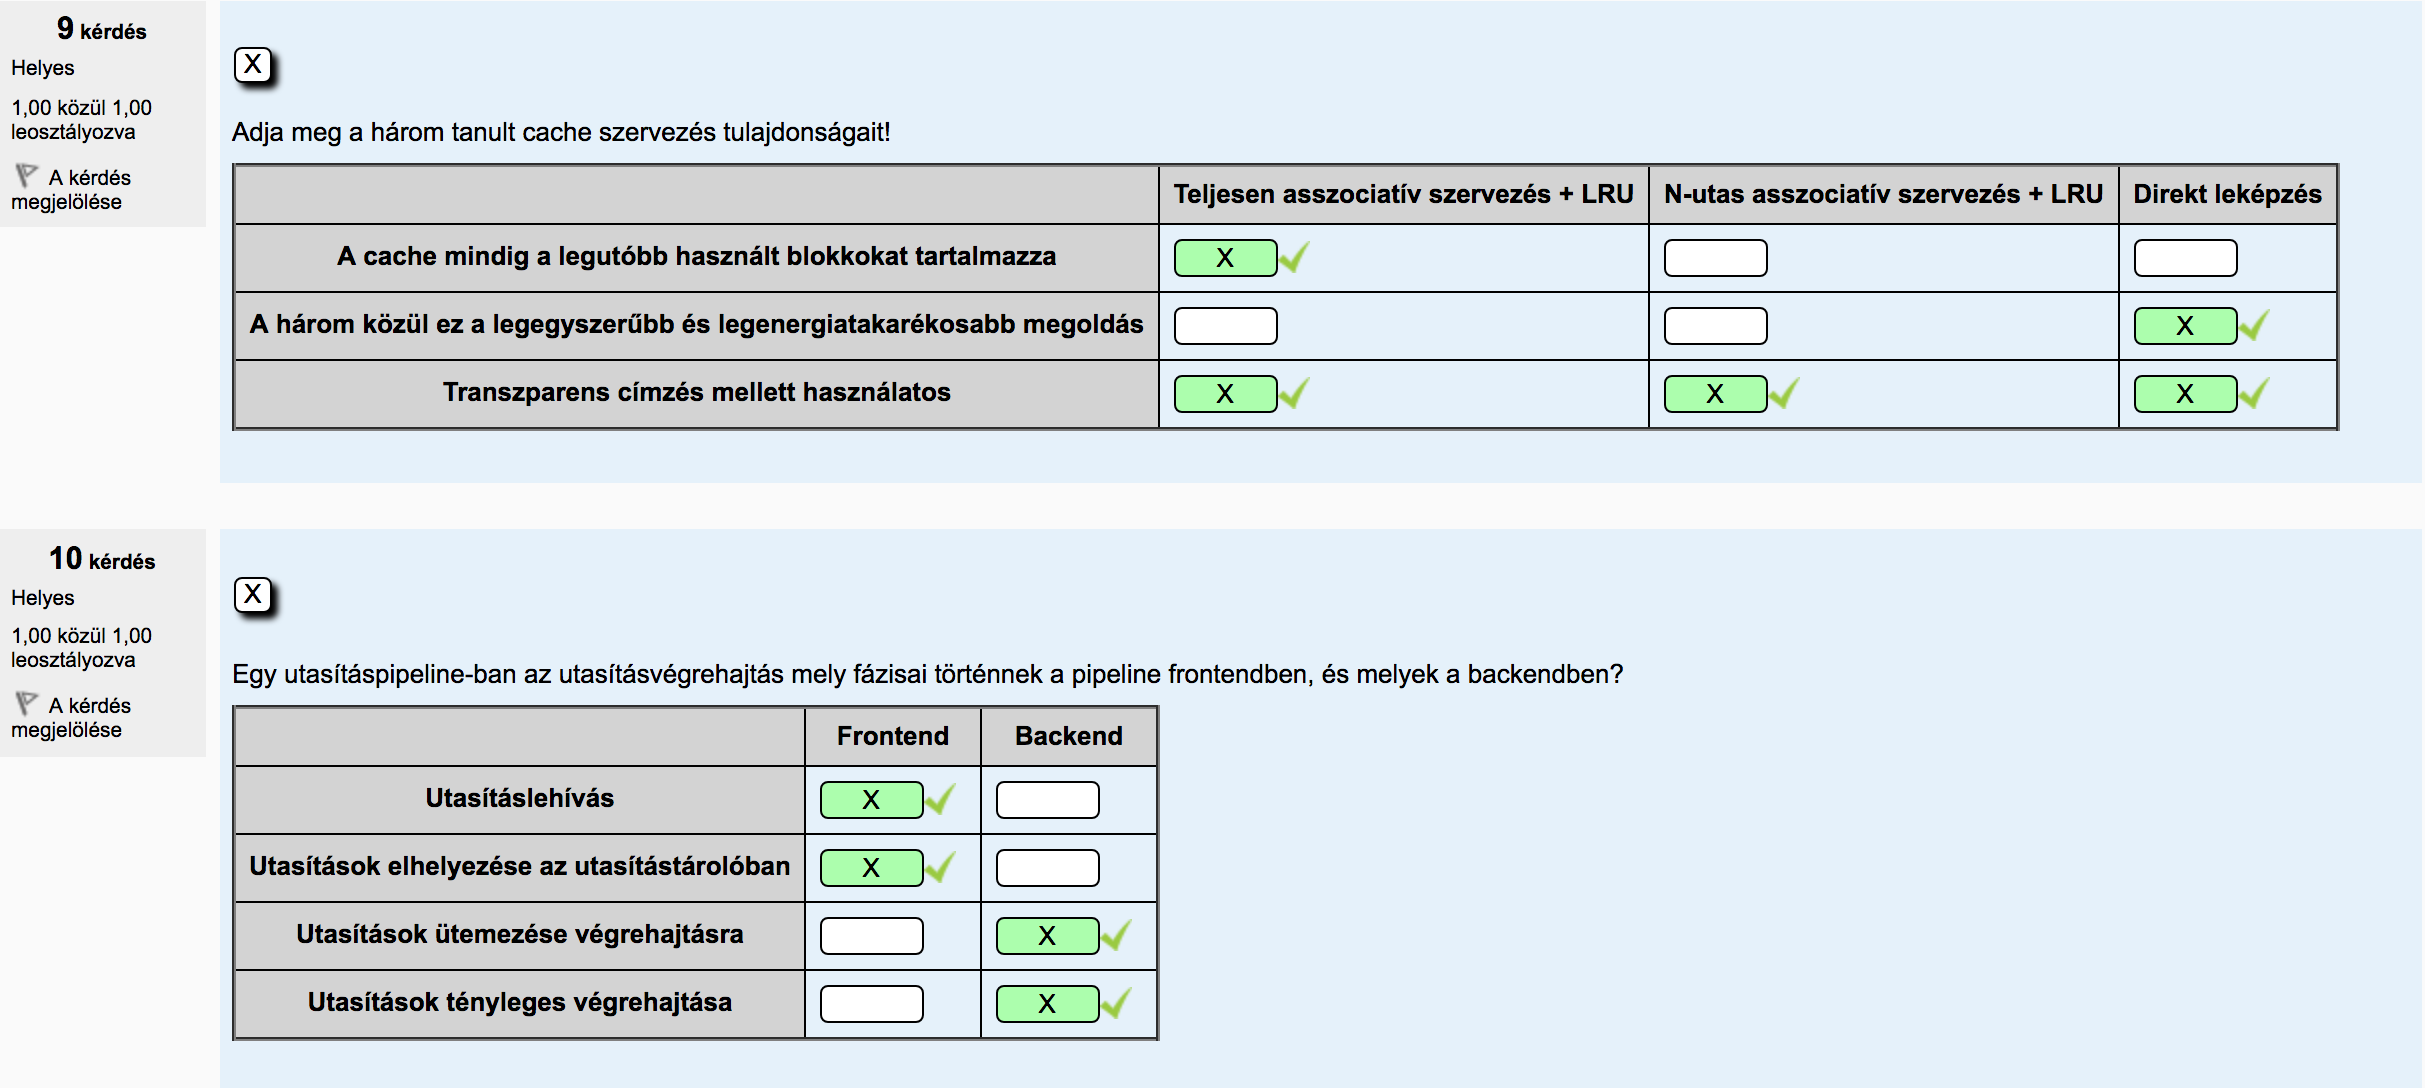 9 kérdés
Helyes
1,00 közül 1,00
leosztályozva
A kérdés
megjelölése
X
Adja meg a három tanult cache szervezés tulajdonságait!
Teljesen asszociatív szervezés + LRU N-utas asszociatív szervezés + LRU Direkt leképzés
A cache mindig a legutóbb használt blokkokat tartalmazza X
A három közül ez a legegyszerűbb és legenergiatakarékosabb megoldás X
Transzparens címzés mellett használatos X X X
10 kérdés
Helyes
1,00 közül 1,00
leosztályozva
A kérdés
megjelölése
X
Egy utasításpipeline-ban az utasításvégrehajtás mely fázisai történnek a pipeline frontendben, és melyek a backendben?
Frontend Backend
Utasításlehívás X
Utasítások elhelyezése az utasítástárolóban X
Utasítások ütemezése végrehajtásra X
Utasítások tényleges végrehajtása X